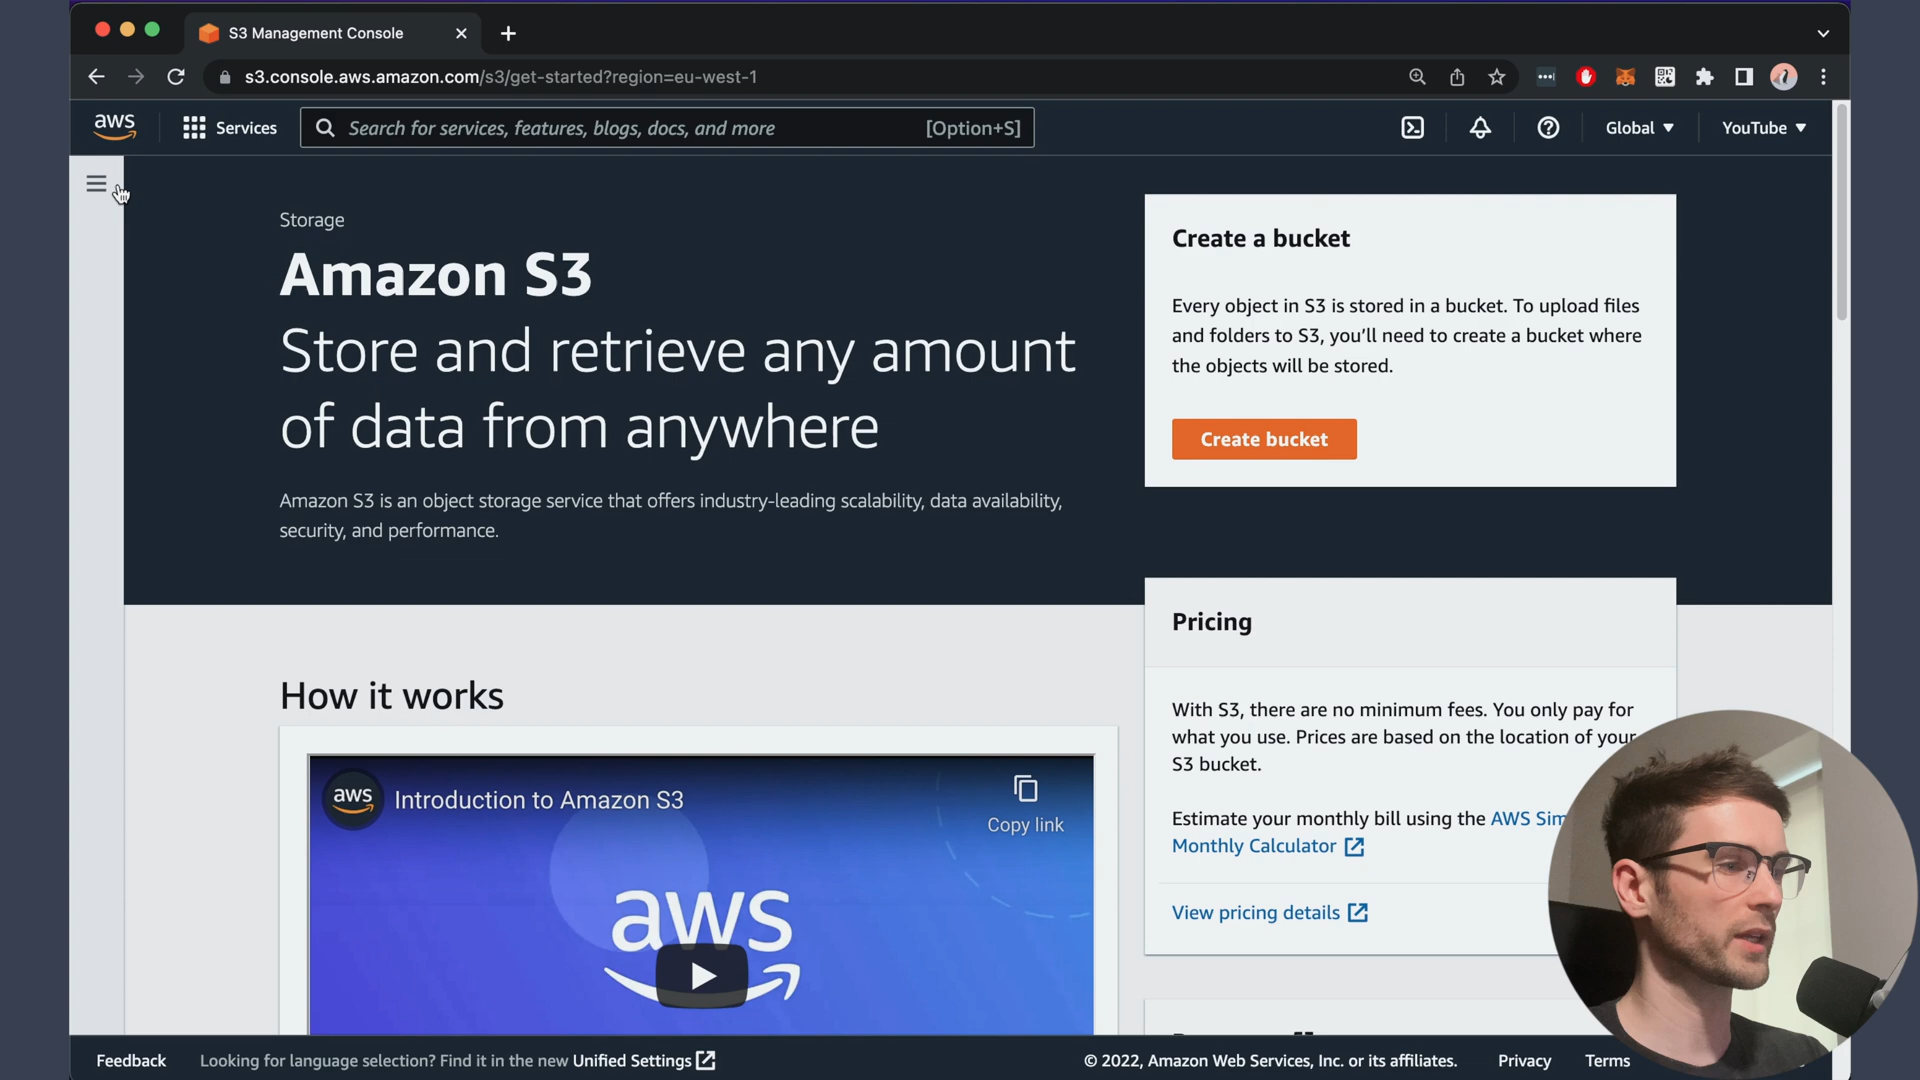 S3 Management Console
s3.console.aws.amazon.com/s3/get-started?region=eu-west-1
aws
Services
Search for services, features, blogs, docs, and more
[Option+S]
Global
YouTube
Storage
Amazon S3
Store and retrieve any amount
of data from anywhere
Amazon S3 is an object storage service that offers industry-leading scalability, data availability,
security, and performance.
Create a bucket
Every object in S3 is stored in a bucket. To upload files
and folders to S3, you’ll need to create a bucket where
the objects will be stored.
Create bucket
Pricing
With S3, there are no minimum fees. You only pay for
what you use. Prices are based on the location of your
S3 bucket.
Estimate your monthly bill using the AWS Sim
Monthly Calculator
View pricing details
How it works
aws
Introduction to Amazon S3
Copy link
aws
Feedback
Looking for language selection? Find it in the new Unified Settings
© 2022, Amazon Web Services, Inc. or its affiliates.
Privacy
Terms